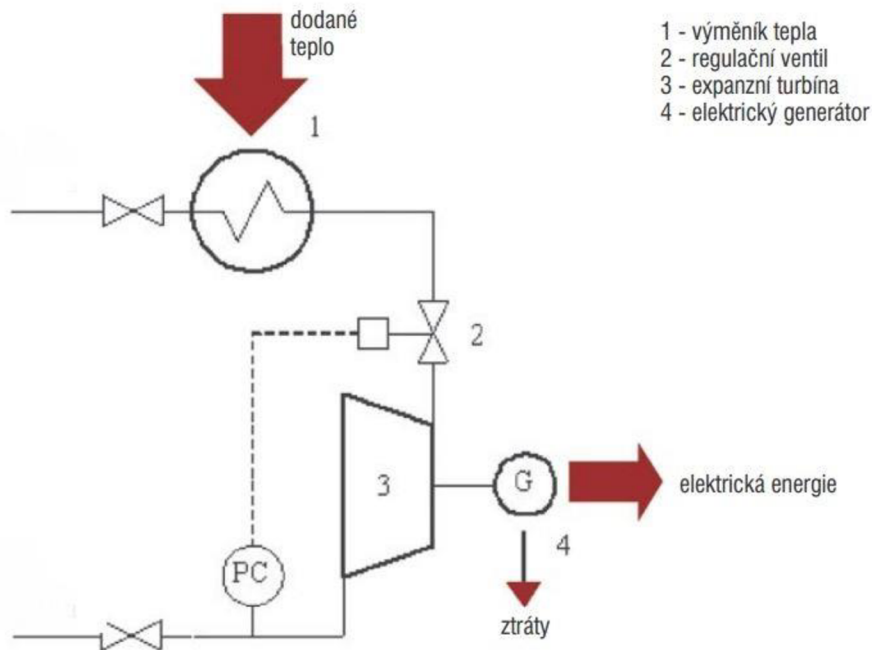 dodané
teplo
1 - výměník tepla
2 - regulační ventil
3 - expanzní turbína
4 - elektrický generátor
1
2
3
G
elektrická energie
4
PC
ztráty